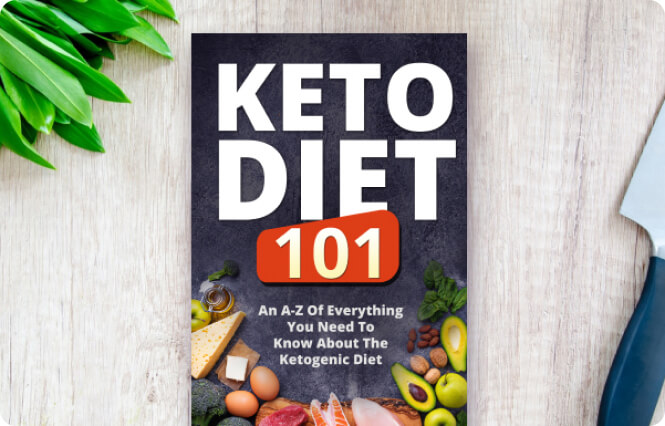 KETO
DIET
101
An A-Z Of Everything
You Need To
Know About The
Ketogenic Diet